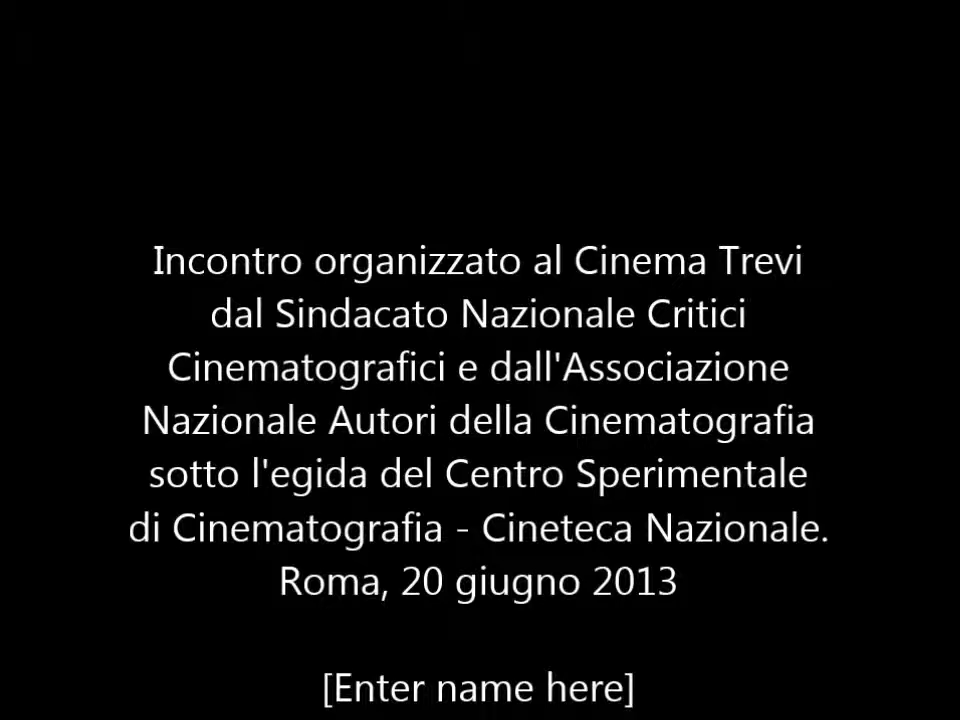 Incontro organizzato al Cinema Trevi
dal Sindacato Nazionale Critici
Cinematografici e dall'Associazione
Nazionale Autori della Cinematografia
sotto l'egida del Centro Sperimentale
di Cinematografia - Cineteca Nazionale.
Roma, 20 giugno 2013
[Enter name here]